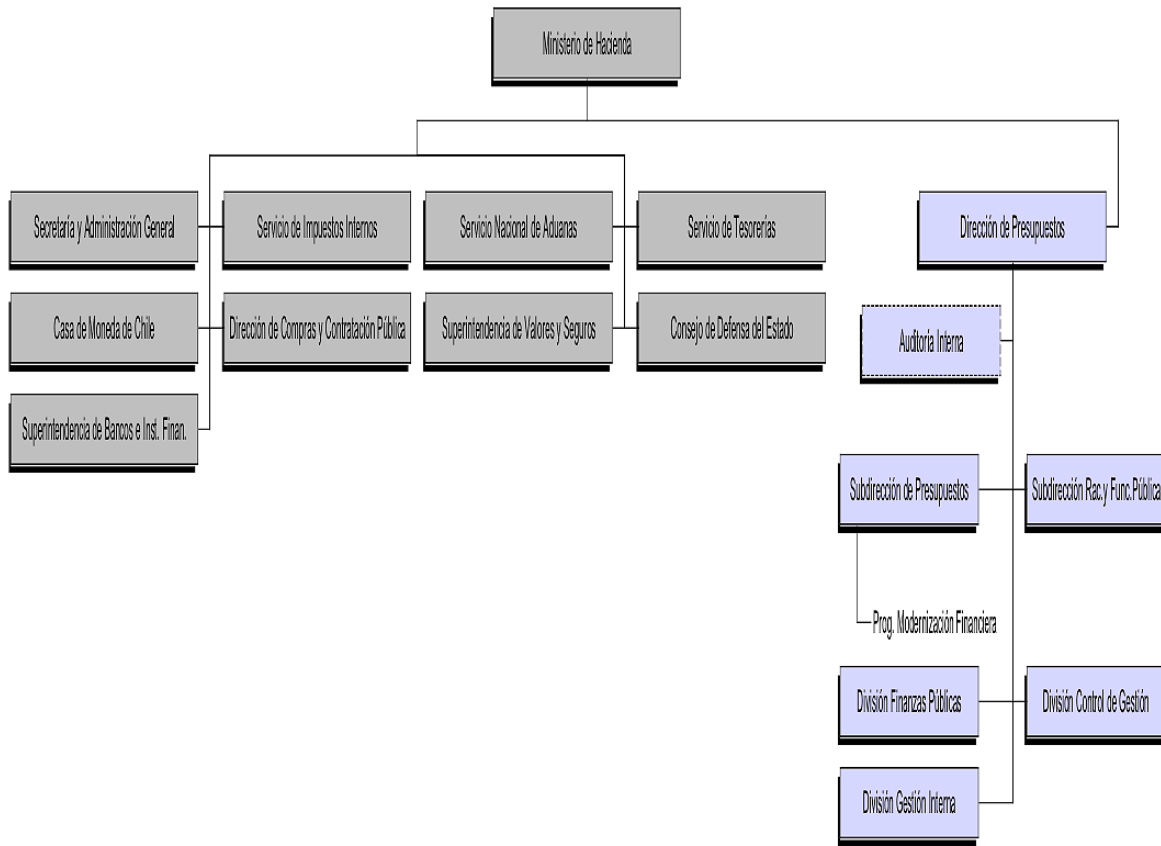 Ministerio de Hacienda
Secretaría y Administración General
Servicio de Impuestos Internos
Servicio Nacional de Aduanas
Servicio de Tesorerías
Dirección de Presupuestos
Casa de Moneda de Chile
Dirección de Compras y Contratación Pública
Superintendencia de Valores y Seguros
Consejo de Defensa del Estado
Auditoría Interna
Superintendencia de Bancos e Inst. Finan.
Subdirección de Presupuestos
Subdirección Rac.y Func.Pública
Prog. Modernización Financiera
División Finanzas Públicas
División Control de Gestión
División Gestión Interna